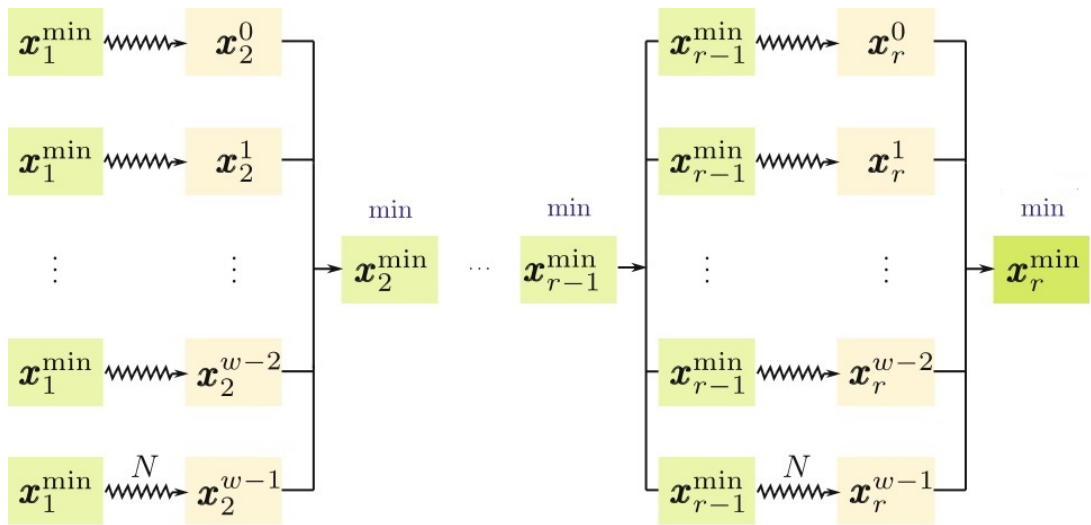 x_1^min x_2^0 x_{r-1}^min x_r^0
x_1^min x_2^1 x_{r-1}^min x_r^1
min min min
⋮ ⋮ x_2^min ... x_{r-1}^min ⋮ ⋮ x_r^min
x_1^min x_2^{w-2} x_{r-1}^min x_r^{w-2}
N N
x_1^min x_2^{w-1} x_{r-1}^min x_r^{w-1}